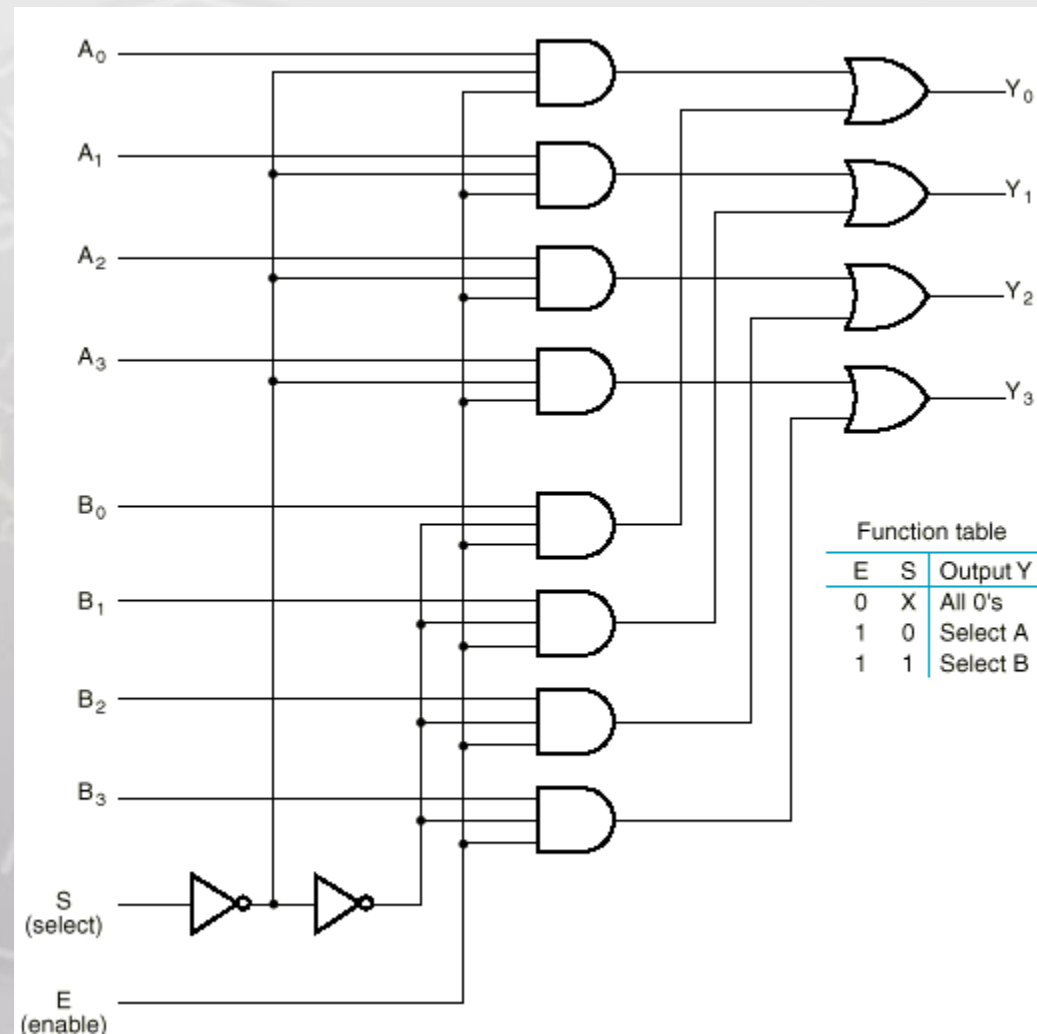 A0
A1
A2
A3
B0
B1
B2
B3
S
(select)
E
(enable)
Y0
Y1
Y2
Y3
Function table
E S Output Y
0 X All 0's
1 0 Select A
1 1 Select B